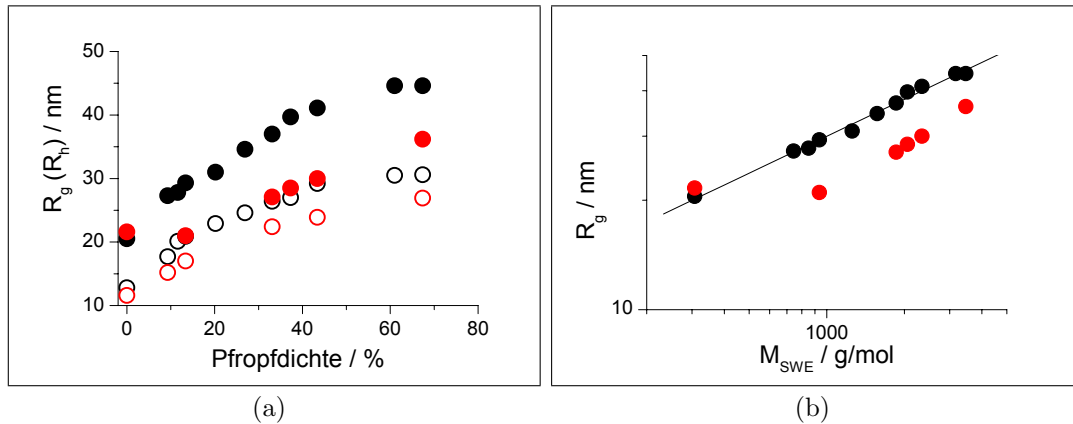 50
40
30
20
10
0 20 40 60 80
R_g (R_h) / nm
Pfropfdichte / %
(a)
R_g / nm
10
1000
M_SWE / g/mol
(b)